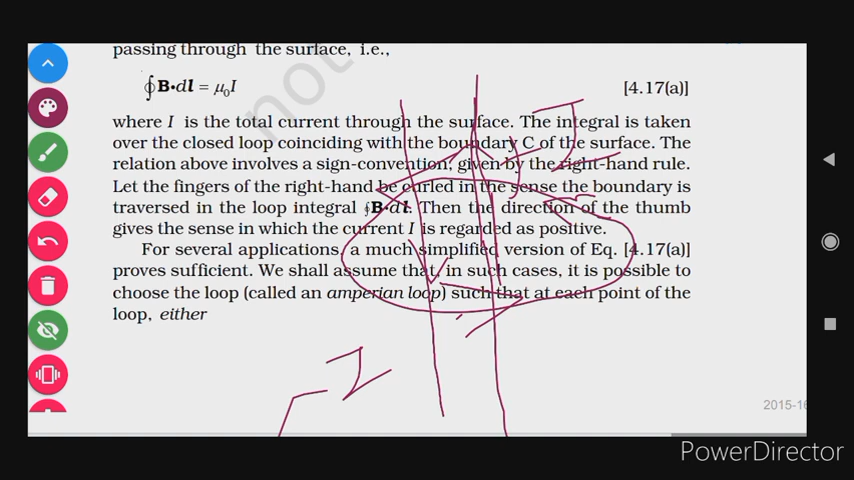 passing through the surface, i.e.,
∮B•dl = μ₀I [4.17(a)]
where I is the total current through the surface. The integral is taken
over the closed loop coinciding with the boundary C of the surface. The
relation above involves a sign-convention, given by the right-hand rule.
Let the fingers of the right-hand be curled in the sense the boundary is
traversed in the loop integral ∮B•dl. Then the direction of the thumb
gives the sense in which the current I is regarded as positive.
For several applications, a much simplified version of Eq. [4.17(a)]
proves sufficient. We shall assume that, in such cases, it is possible to
choose the loop (called an amperian loop) such that at each point of the
loop, either
not
2015-16
PowerDirector